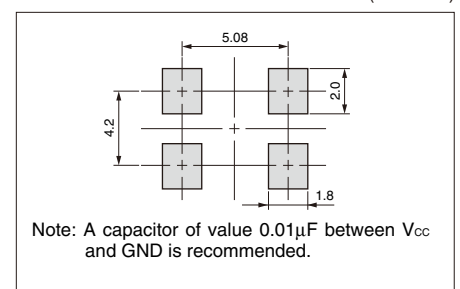 5.08
2.0
4.2
1.8
Note: A capacitor of value 0.01μF between Vcc
and GND is recommended.